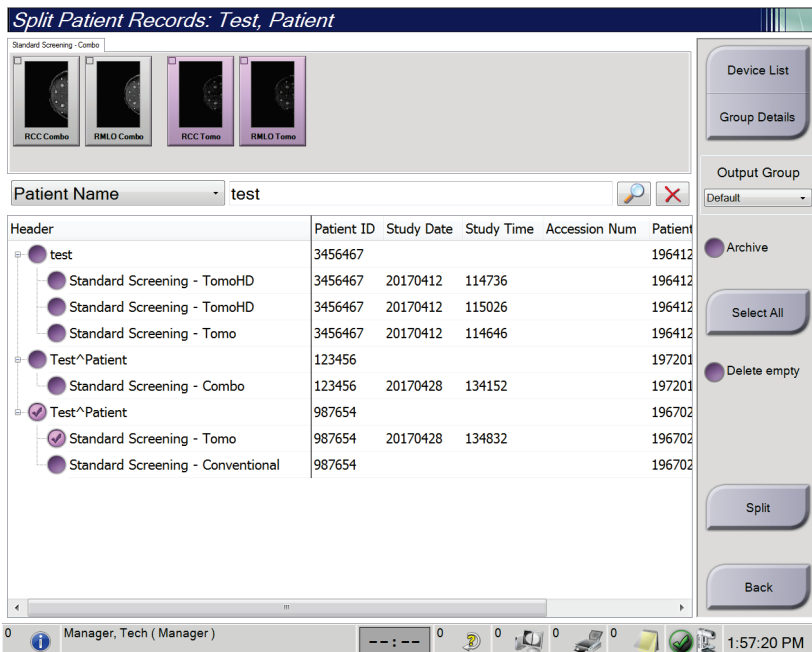 Split Patient Records: Test, Patient
Standard Screening - Combo
RCC Combo RMLO Combo RCC Tomo RMLO Tomo
Device List
Group Details
Output Group
Default
Archive
Select All
Delete empty
Split
Back
Patient Name test
Header Patient ID Study Date Study Time Accession Num Patient
test 3456467 196412
Standard Screening - TomoHD 3456467 20170412 114736 196412
Standard Screening - TomoHD 3456467 20170412 115026 196412
Standard Screening - Tomo 3456467 20170412 114646 196412
Test^Patient 123456 197201
Standard Screening - Combo 123456 20170428 134152 197201
Test^Patient 987654 196702
Standard Screening - Tomo 987654 20170428 134832 196702
Standard Screening - Conventional 987654 196702
0 Manager, Tech ( Manager ) --:-- 0 0 0 0 1:57:20 PM